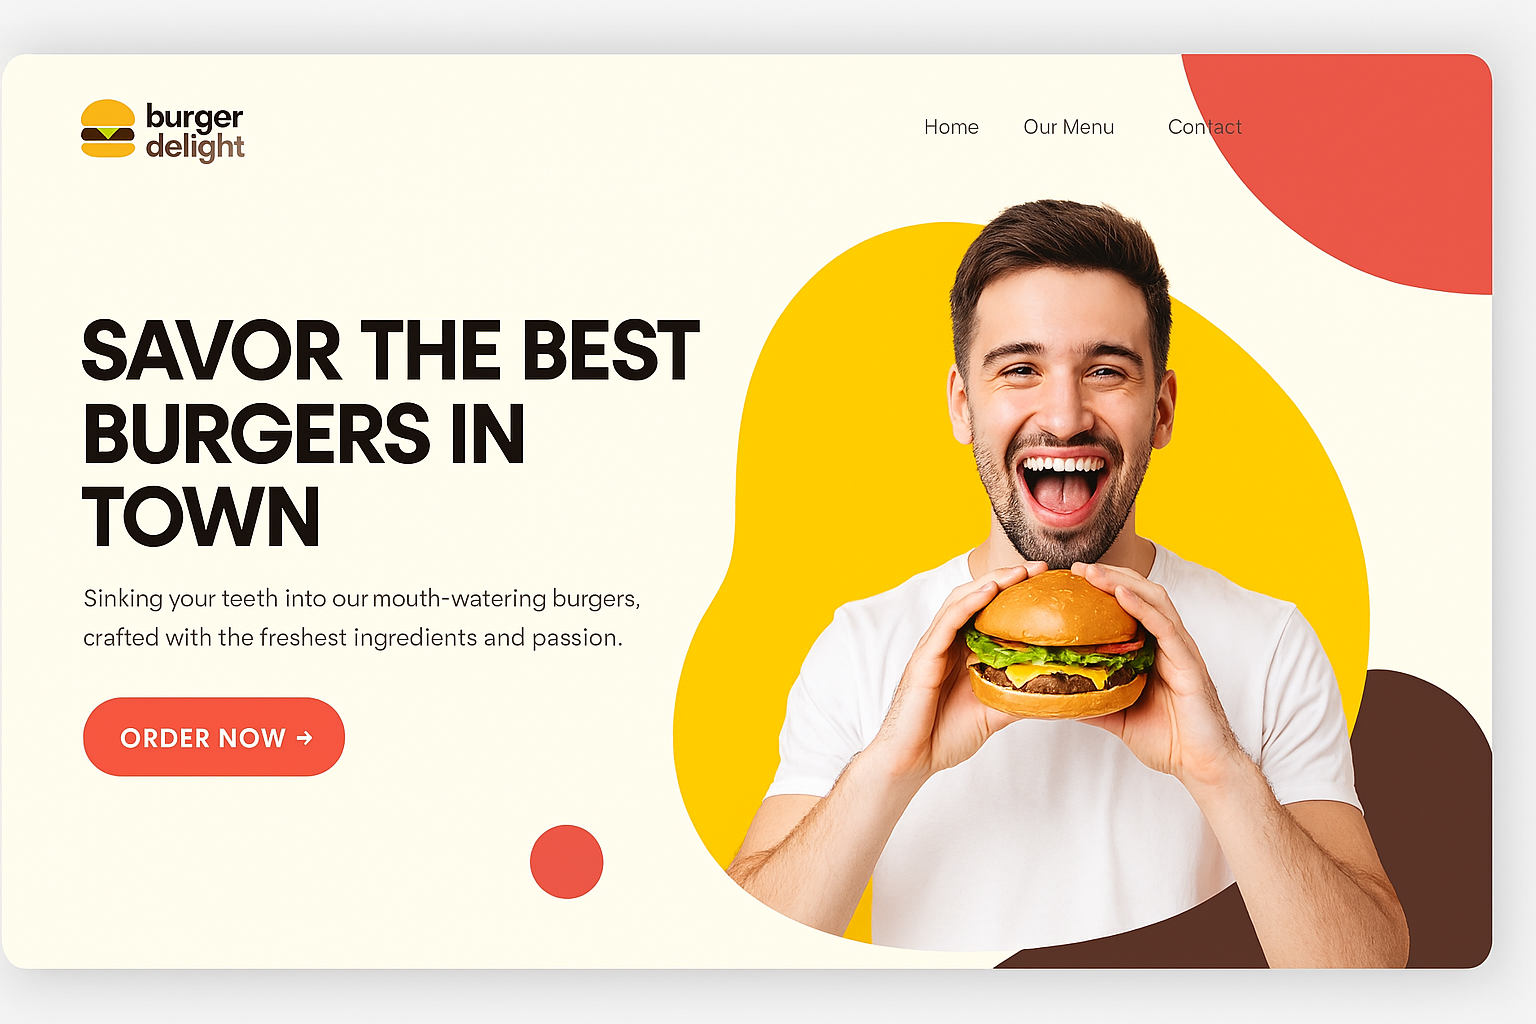 burger
delight
Home Our Menu Contact
SAVOR THE BEST
BURGERS IN
TOWN
Sinking your teeth into our mouth-watering burgers,
crafted with the freshest ingredients and passion.
ORDER NOW →